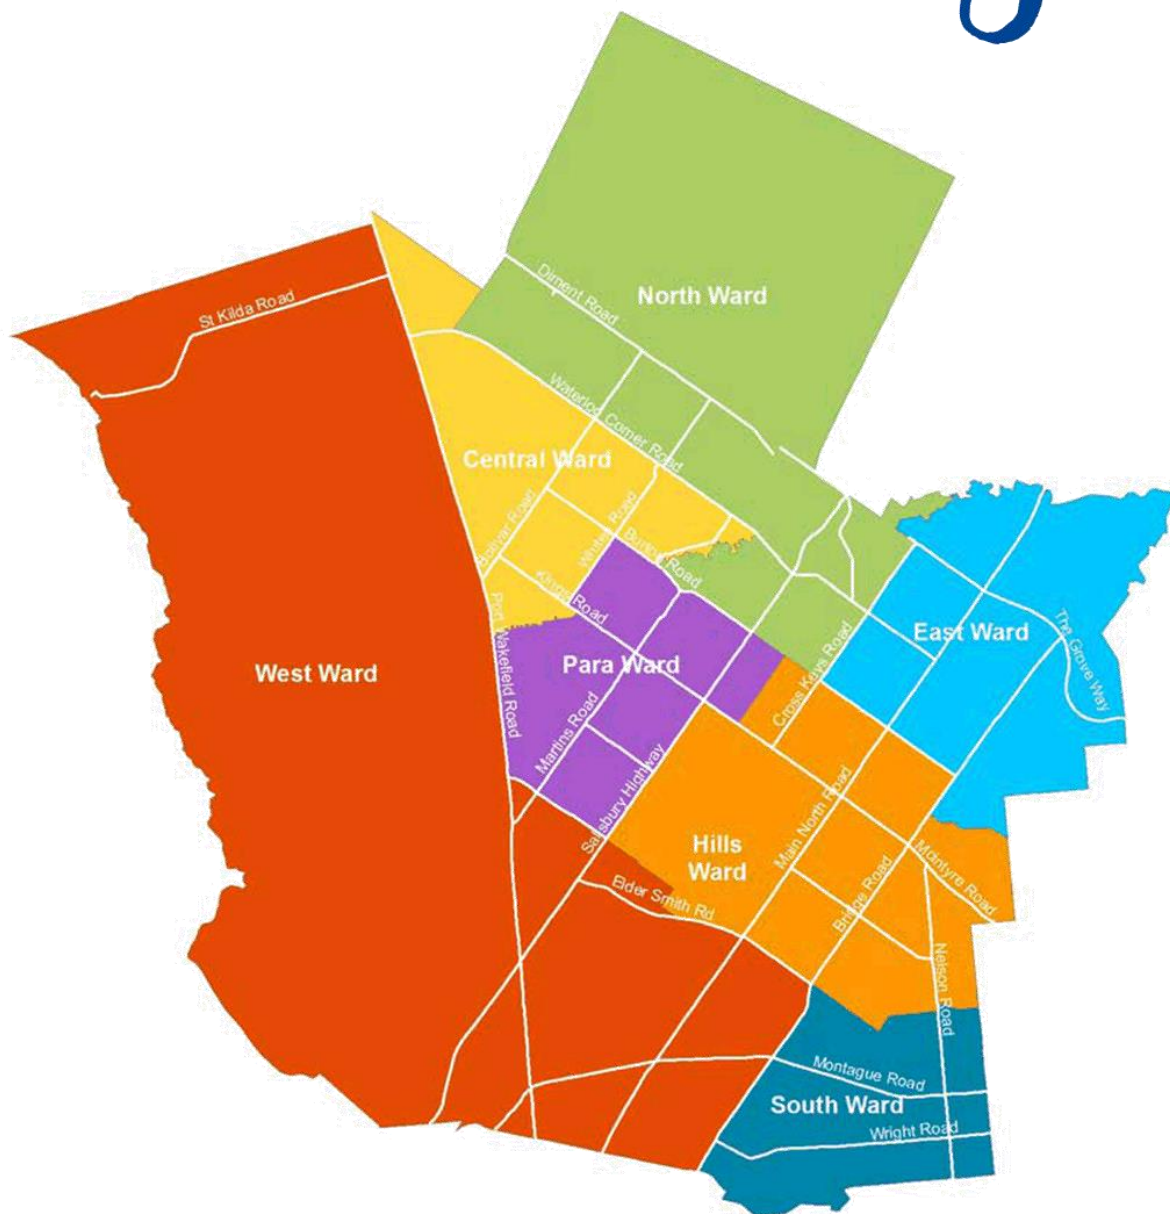 North Ward
Diment Road
St Kilda Road
Waterloo Corner Road
Central Ward
Bolivar Road
Whites Road
Burton Road
Kings Road
Port Wakefield Road
East Ward
The Grove Way
Cross Keys Road
Para Ward
West Ward
Martins Road
Salisbury Highway
Main North Road
Hills
Ward
McIntyre Road
Bridge Road
Elder Smith Rd
Nelson Road
Montague Road
South Ward
Wright Road